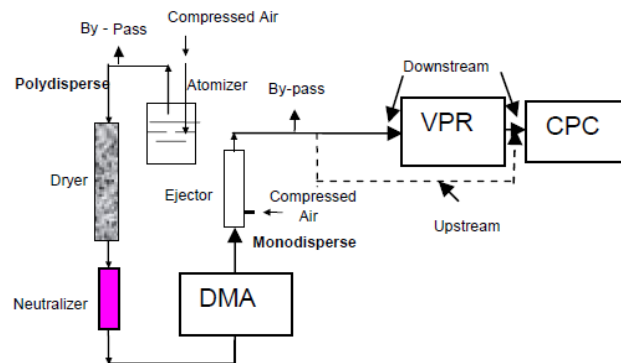 Compressed Air
By - Pass
Polydisperse
Atomizer
By-pass
Downstream
VPR
CPC
Dryer
Ejector
Compressed
Air
Monodisperse
Upstream
Neutralizer
DMA